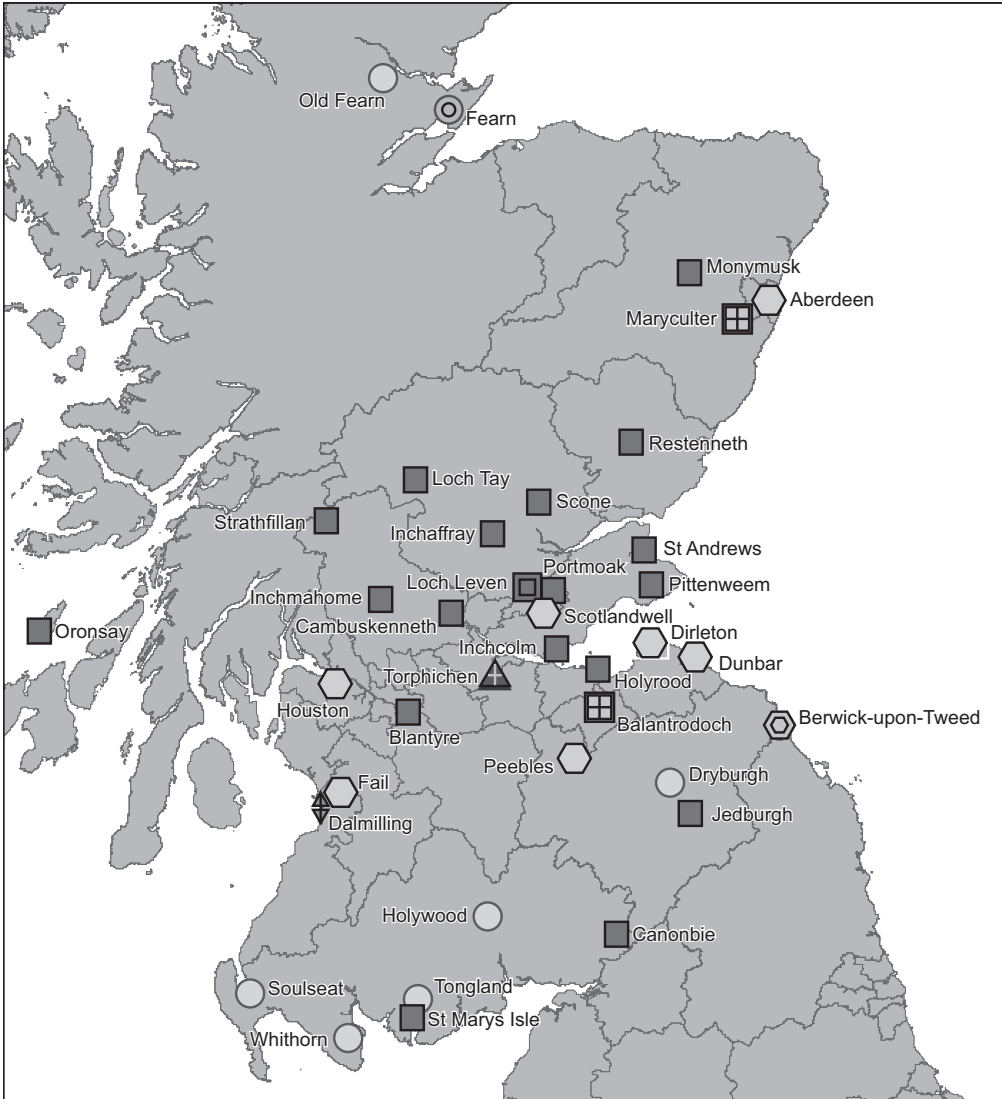 Old Fearn
Fearn
Monymusk
Aberdeen
Maryculter
Restenneth
Loch Tay
Scone
Strathfillan
Inchaffray
St Andrews
Portmoak
Loch Leven
Pittenweem
Inchmahome
Scotlandwell
Cambuskenneth
Oronsay
Dirleton
Inchcolm
Dunbar
Torphichen
Holyrood
Houston
Balantrodoch
Berwick-upon-Tweed
Blantyre
Peebles
Dryburgh
Fail
Jedburgh
Dalmilling
Holywood
Canonbie
Soulseat
Tongland
St Marys Isle
Whithorn